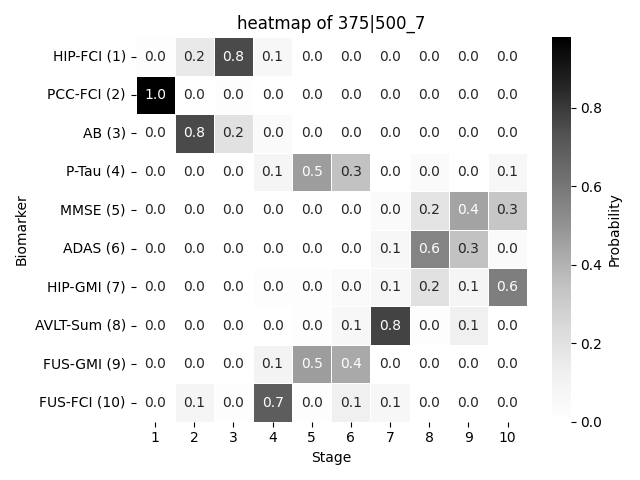 heatmap of 375|500_7
HIP-FCI (1) 0.0 0.2 0.8 0.1 0.0 0.0 0.0 0.0 0.0 0.0
PCC-FCI (2) 1.0 0.0 0.0 0.0 0.0 0.0 0.0 0.0 0.0 0.0
AB (3) 0.0 0.8 0.2 0.0 0.0 0.0 0.0 0.0 0.0 0.0
P-Tau (4) 0.0 0.0 0.0 0.1 0.5 0.3 0.0 0.0 0.0 0.1
MMSE (5) 0.0 0.0 0.0 0.0 0.0 0.0 0.0 0.2 0.4 0.3
ADAS (6) 0.0 0.0 0.0 0.0 0.0 0.0 0.1 0.6 0.3 0.0
HIP-GMI (7) 0.0 0.0 0.0 0.0 0.0 0.0 0.1 0.2 0.1 0.6
AVLT-Sum (8) 0.0 0.0 0.0 0.0 0.0 0.1 0.8 0.0 0.1 0.0
FUS-GMI (9) 0.0 0.0 0.0 0.1 0.5 0.4 0.0 0.0 0.0 0.0
FUS-FCI (10) 0.0 0.1 0.0 0.7 0.0 0.1 0.1 0.0 0.0 0.0
1 2 3 4 5 6 7 8 9 10
Stage
Biomarker
0.8
0.6
0.4
0.2
0.0
Probability